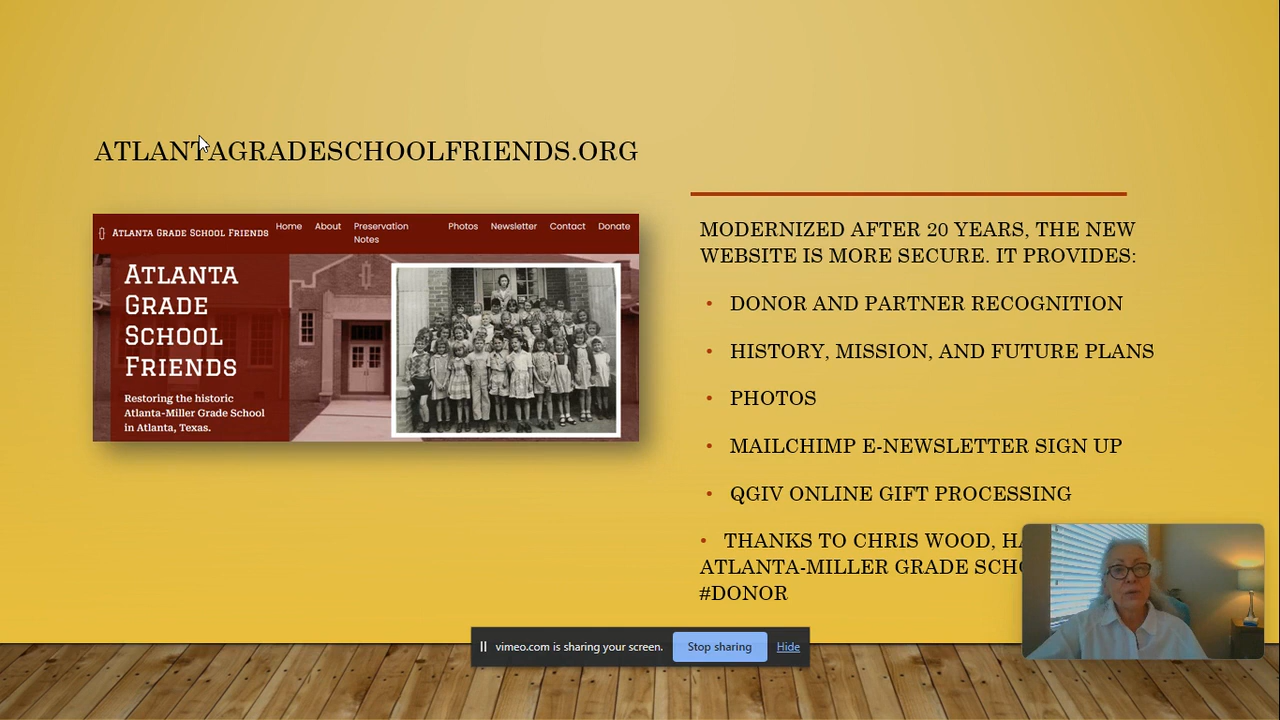 ATLANTAGRADESCHOOLFRIENDS.ORG
ATLANTA GRADE SCHOOL FRIENDS
Home About Preservation Notes Photos Newsletter Contact Donate
ATLANTA
GRADE
SCHOOL
FRIENDS
Restoring the historic
Atlanta-Miller Grade School
in Atlanta, Texas.
MODERNIZED AFTER 20 YEARS, THE NEW
WEBSITE IS MORE SECURE. IT PROVIDES:
• DONOR AND PARTNER RECOGNITION
• HISTORY, MISSION, AND FUTURE PLANS
• PHOTOS
• MAILCHIMP E-NEWSLETTER SIGN UP
• QGIV ONLINE GIFT PROCESSING
• THANKS TO CHRIS WOOD,
ATLANTA-MILLER GRADE
#DONOR
vimeo.com is sharing your screen. Stop sharing Hide